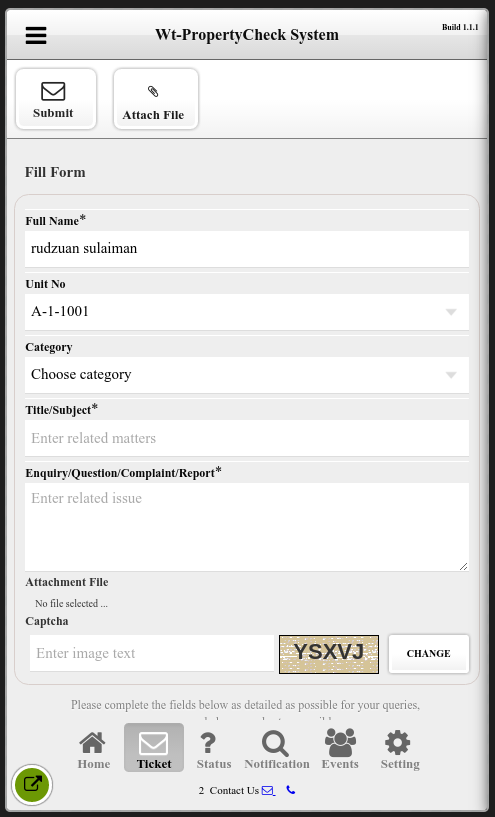 Wt-PropertyCheck System
Build 1.1.1
Submit
Attach File
Fill Form
Full Name*
rudzuan sulaiman
Unit No
A-1-1001
Category
Choose category
Title/Subject*
Enter related matters
Enquiry/Question/Complaint/Report*
Enter related issue
Attachment File
No file selected ...
Captcha
Enter image text
YSXVJ
CHANGE
Please complete the fields below as detailed as possible for your queries,
Home
Ticket
Status
Notification
Events
Setting
2 Contact Us